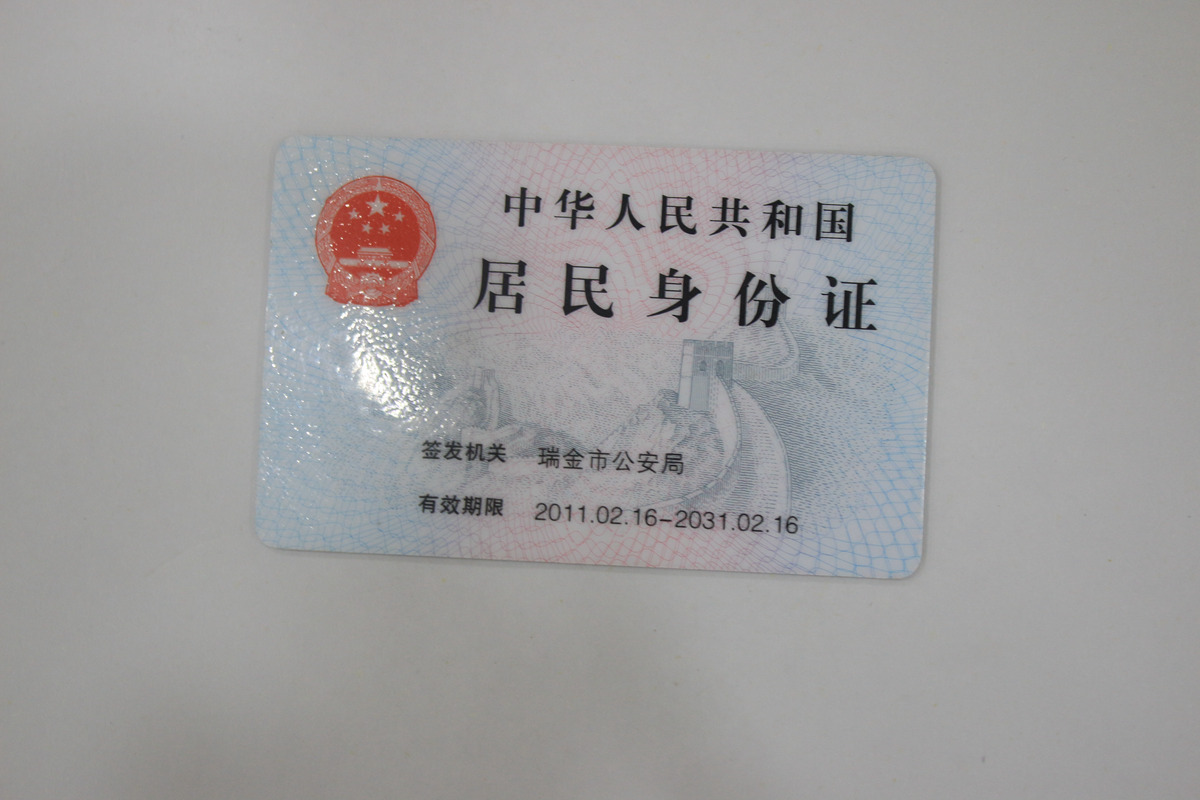 中华人民共和国
居民身份证
签发机关 瑞金市公安局
有效期限 2011.02.16-2031.02.16